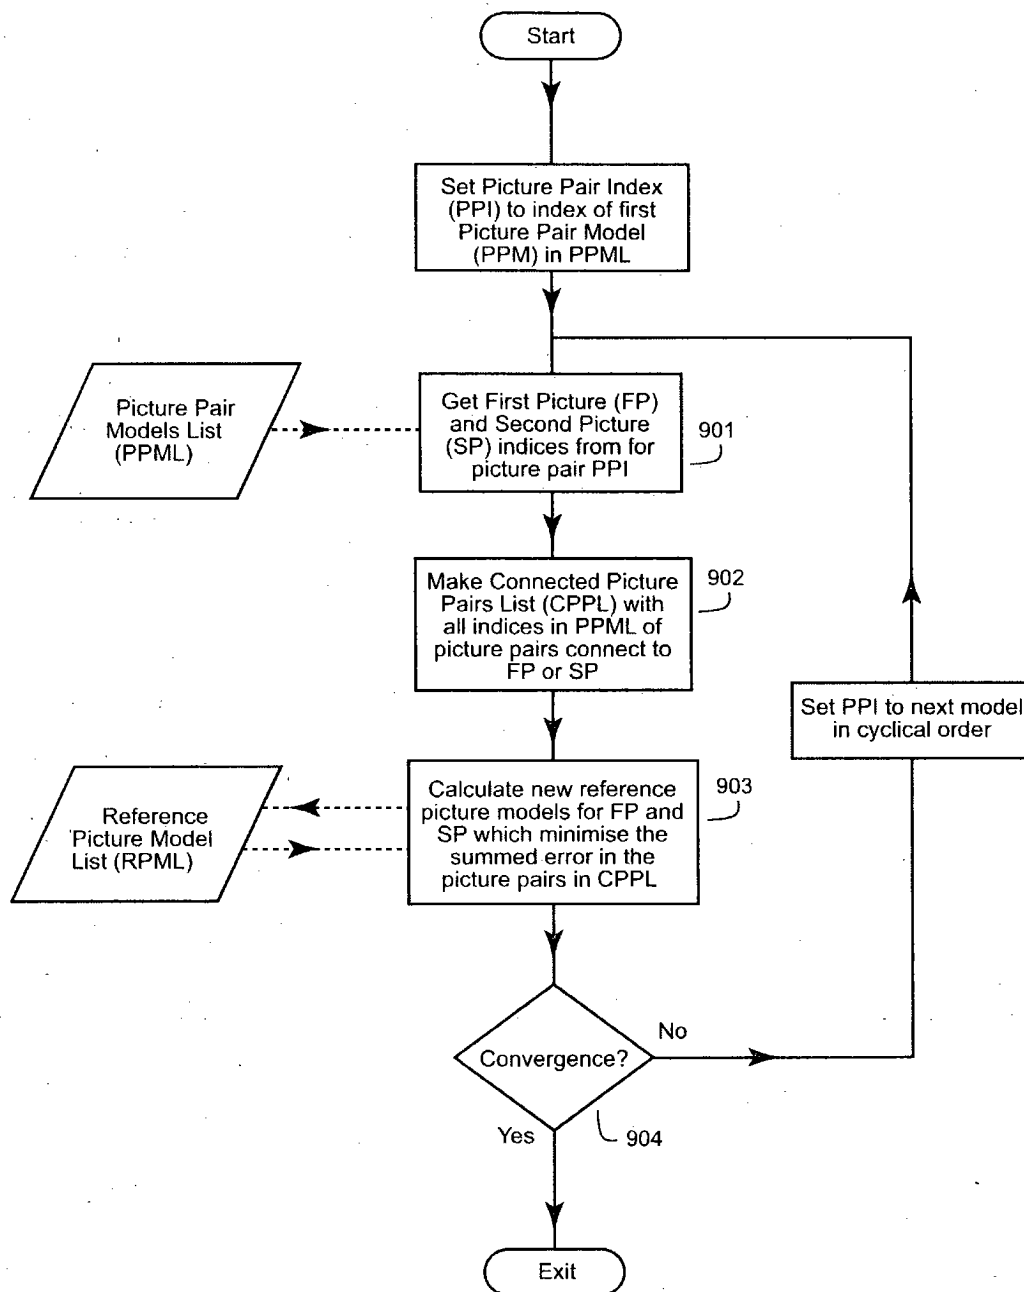 Start
Set Picture Pair Index
(PPI) to index of first
Picture Pair Model
(PPM) in PPML
Picture Pair
Models List
(PPML)
Get First Picture (FP)
and Second Picture
(SP) indices from for
picture pair PPI
901
Make Connected Picture
Pairs List (CPPL) with
all indices in PPML of
picture pairs connect to
FP or SP
902
Set PPI to next model
in cyclical order
Reference
Picture Model
List (RPML)
Calculate new reference
picture models for FP and
SP which minimise the
summed error in the
picture pairs in CPPL
903
Convergence?
No
Yes
904
Exit